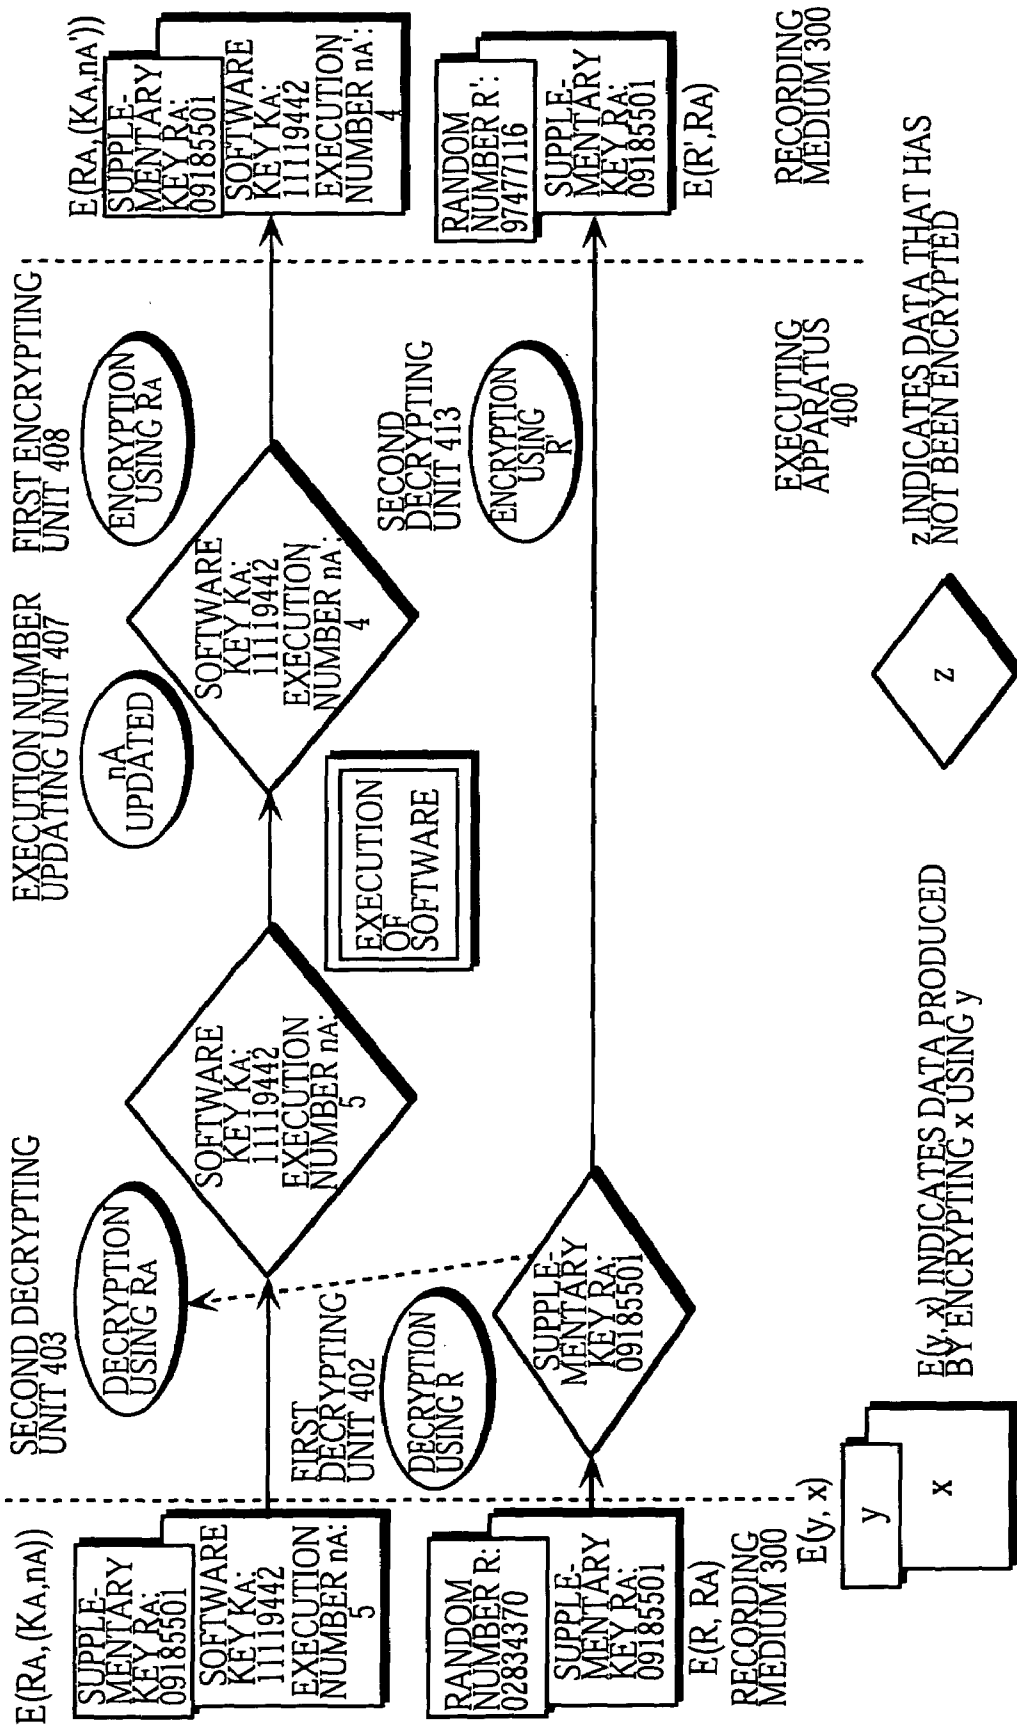 E(RA,(KA,nA))
SUPPLE-
MENTARY
KEY RA:
09185501
SOFTWARE
KEY KA:
11119442
EXECUTION
NUMBER nA:
5
RANDOM
NUMBER R:
02834370
SUPPLE-
MENTARY
KEY RA:
09185501
E(R, RA)
RECORDING
MEDIUM 300
SECOND DECRYPTING
UNIT 403
DECRYPTION
USING RA
FIRST
DECRYPTING
UNIT 402
DECRYPTION
USING R
SUPPLE-
MENTARY
KEY RA:
09185501
SOFTWARE
KEY KA:
11119442
EXECUTION
NUMBER nA:
5
EXECUTION
OF
SOFTWARE
EXECUTION NUMBER
UPDATING UNIT 407
nA
UPDATED
SOFTWARE
KEY KA:
11119442
EXECUTION
NUMBER nA':
4
FIRST ENCRYPTING
UNIT 408
ENCRYPTION
USING RA
SECOND
DECRYPTING
UNIT 413
ENCRYPTION
USING
R'
EXECUTING
APPARATUS
400
E(RA,(KA,nA'))
SUPPLE-
MENTARY
KEY RA:
09185501
SOFTWARE
KEY KA:
11119442
EXECUTION
NUMBER nA':
4
RANDOM
NUMBER R':
97477116
SUPPLE-
MENTARY
KEY RA:
09185501
E(R',RA)
RECORDING
MEDIUM 300
E(y, x)
y
x
E(y, x) INDICATES DATA PRODUCED
BY ENCRYPTING x USING y
z
z INDICATES DATA THAT HAS
NOT BEEN ENCRYPTED